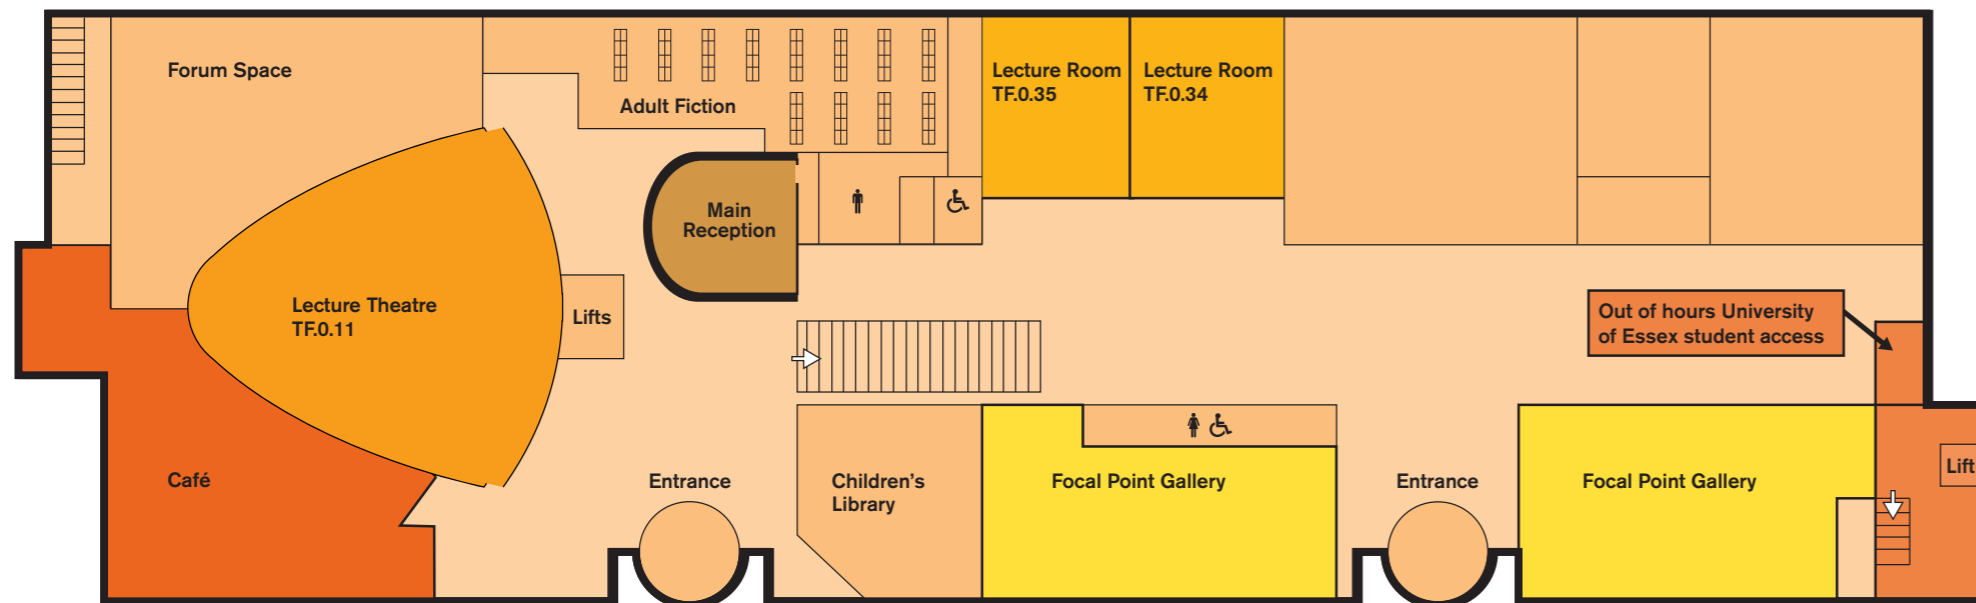 Forum Space
Adult Fiction
Lecture Room
TF.0.35
Lecture Room
TF.0.34
Main
Reception
Lecture Theatre
TF.0.11
Lifts
Out of hours University
of Essex student access
Café
Entrance
Children's
Library
Focal Point Gallery
Entrance
Focal Point Gallery
Lift